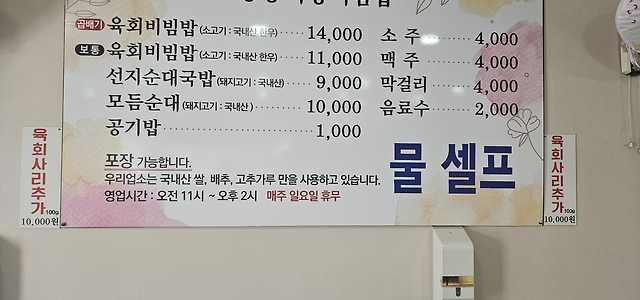 곱배기 육회비빔밥(소고기 : 국내산 한우) ····· 14,000
보통 육회비빔밥(소고기 : 국내산 한우) ····· 11,000
선지순대국밥(돼지고기 : 국내산) ····· 9,000
모듬순대(돼지고기 : 국내산) ········ 10,000
공기밥 ························ 1,000
소 주 ········ 4,000
맥 주 ········ 4,000
막걸리 ······ 4,000
음료수 ······ 2,000
포장 가능합니다.
우리업소는 국내산 쌀, 배추, 고추가루 만을 사용하고 있습니다.
영업시간 : 오전 11시 ~ 오후 2시 매주 일요일 휴무
물 셀프
육회사리추가
100g
10,000원
육회사리추가
100g
10,000원